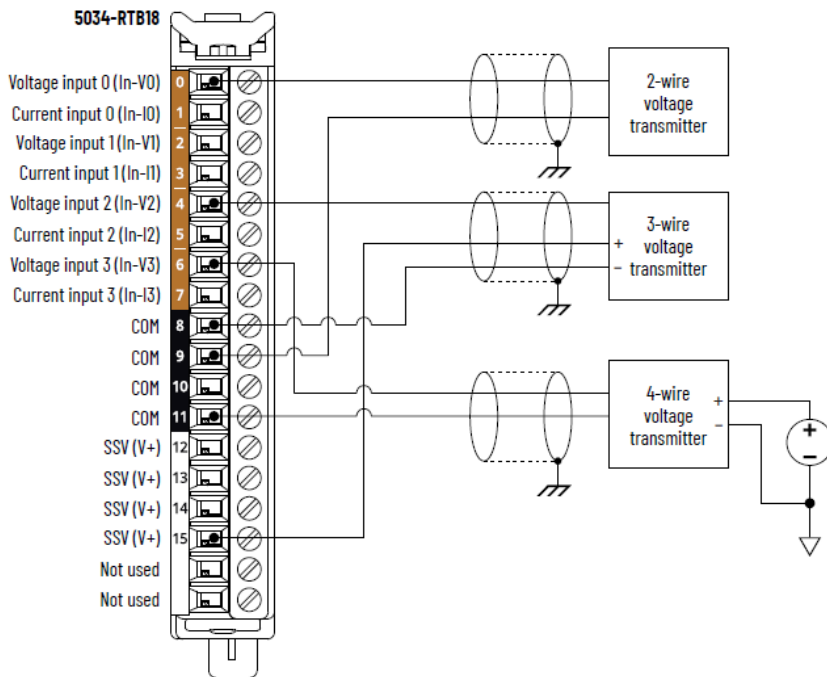 5034-RTB18
Voltage input 0 (In-V0) 0
Current input 0 (In-I0) 1
Voltage input 1 (In-V1) 2
Current input 1 (In-I1) 3
Voltage input 2 (In-V2) 4
Current input 2 (In-I2) 5
Voltage input 3 (In-V3) 6
Current input 3 (In-I3) 7
COM 8
COM 9
COM 10
COM 11
SSV (V+) 12
SSV (V+) 13
SSV (V+) 14
SSV (V+) 15
Not used
Not used
2-wire
voltage
transmitter
3-wire
voltage
transmitter
+
−
4-wire
voltage
transmitter
+
−
+
−